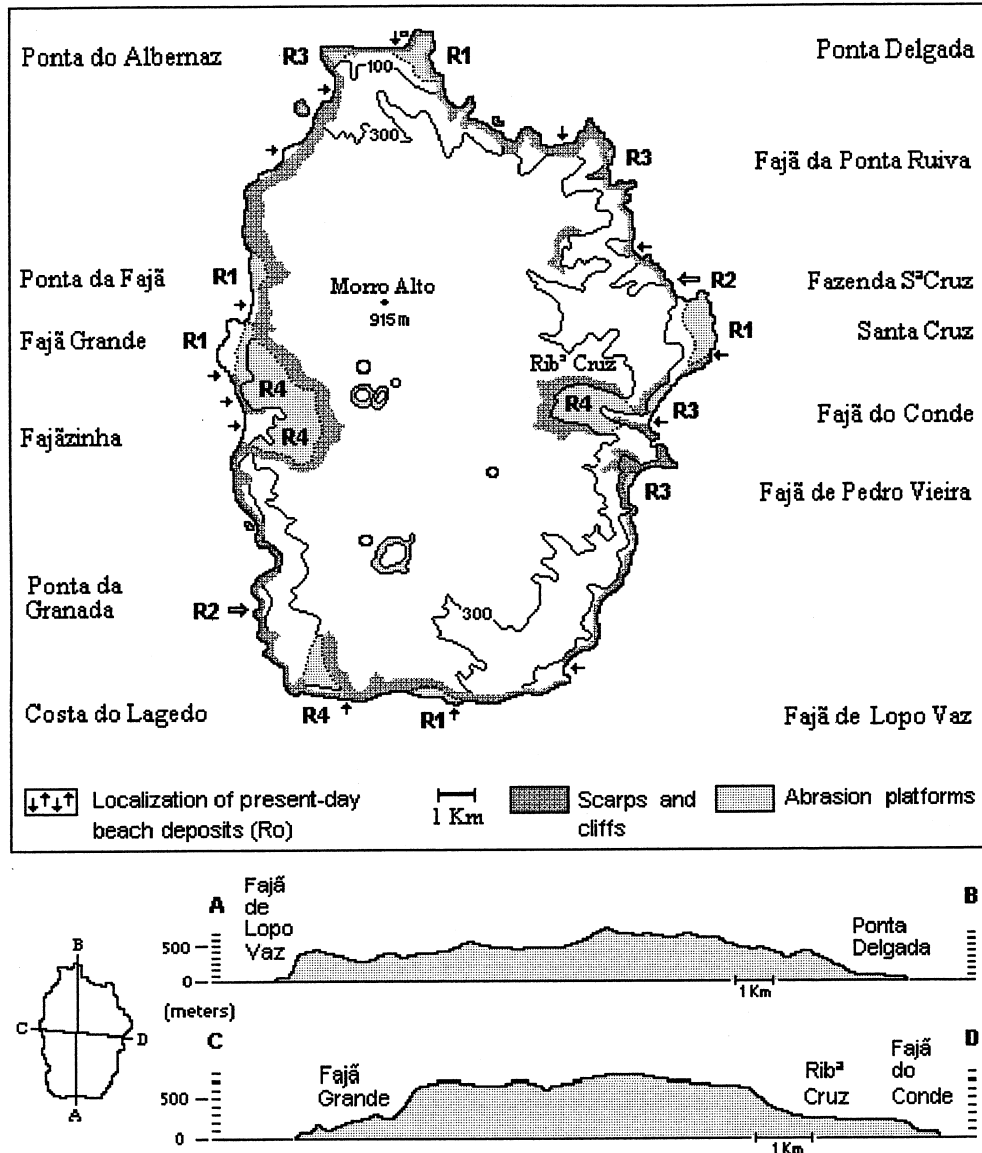 Ponta do Albernaz
R3
R1
Ponta Delgada
100
300
R3
Fajã da Ponta Ruiva
Ponta da Fajã
R1
Morro Alto
915m
R2
Fazenda SªCruz
Fajã Grande
R1
R1
Santa Cruz
Ribª Cruz
R4
R4
R3
Fajã do Conde
Fajãzinha
R4
R3
Fajã de Pedro Vieira
Ponta da
Granada
R2
300
Costa do Lagedo
R4
R1
Fajã de Lopo Vaz
Localization of present-day
beach deposits (Ro)
1 Km
Scarps and
cliffs
Abrasion platforms
A
Fajã
de
Lopo
Vaz
B
Ponta
Delgada
500
0
1 Km
(meters)
B
C
D
A
C
Fajã
Grande
Ribª
Cruz
Fajã
do
Conde
D
500
0
1 Km